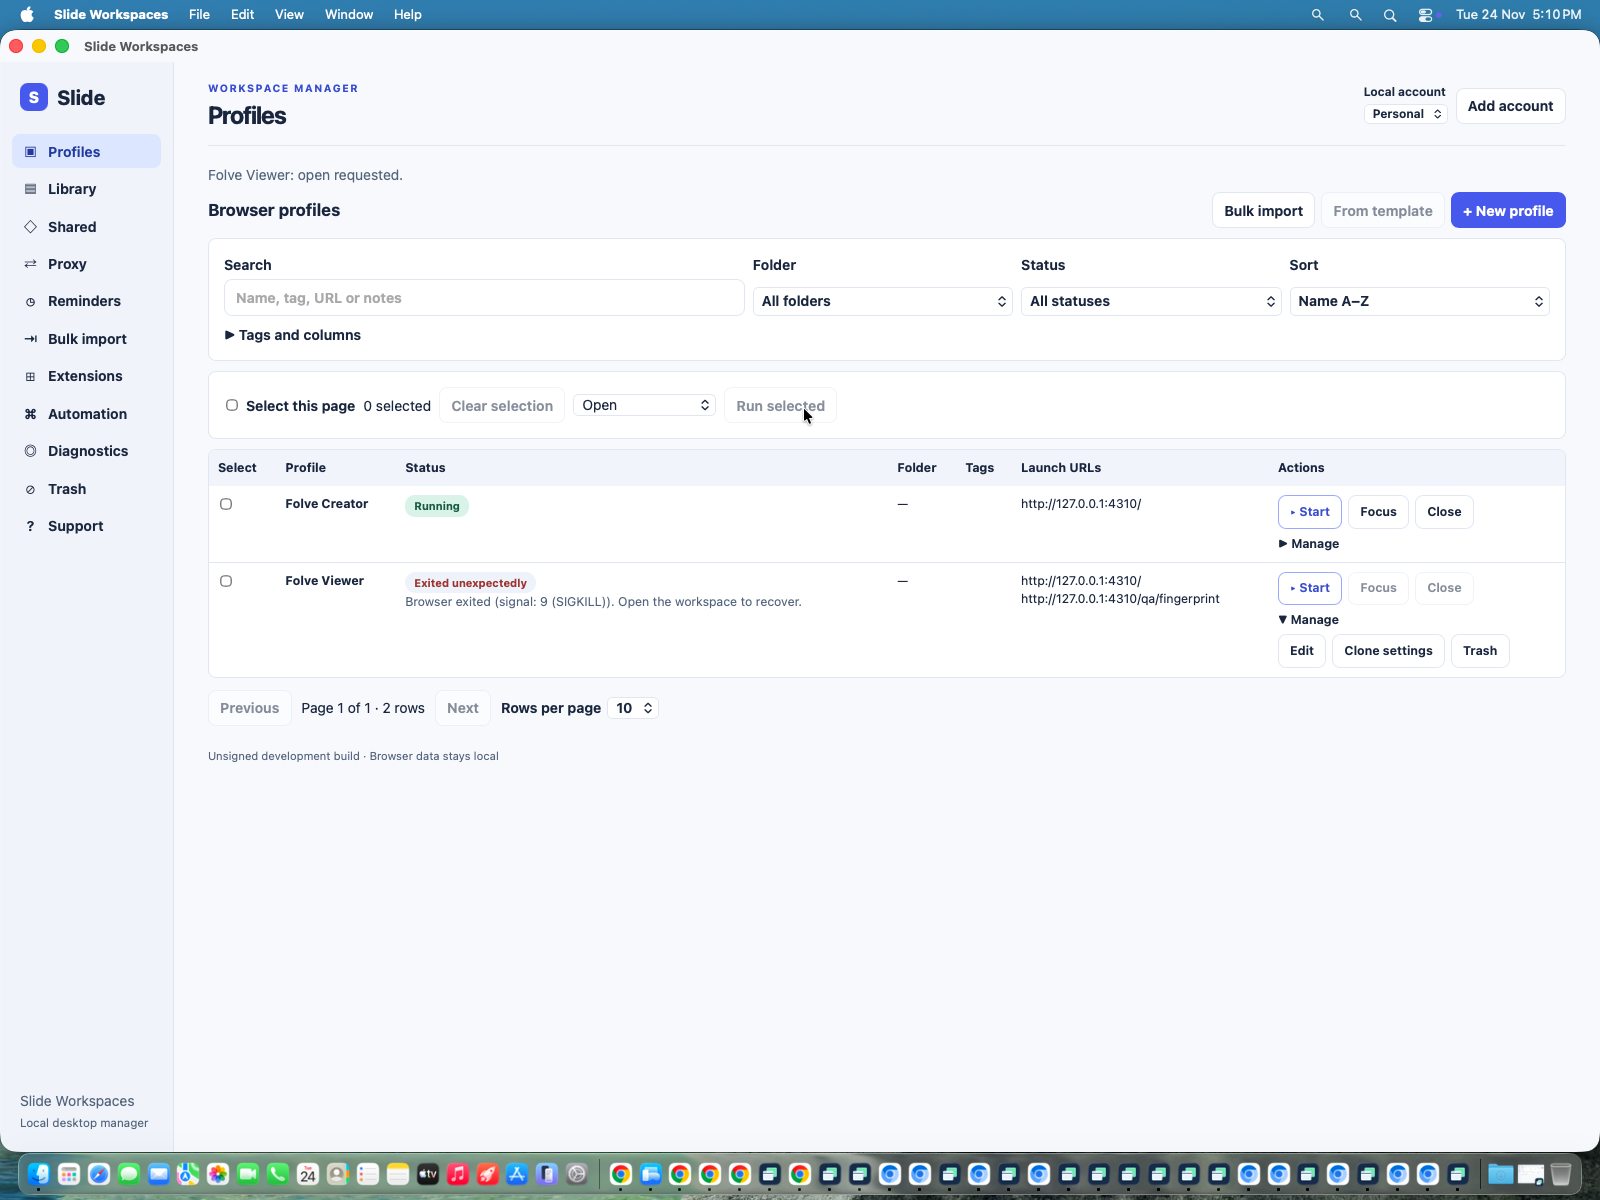 Slide Workspaces File Edit View Window Help Tue 24 Nov 5:10 PM
Slide Workspaces
S Slide
Profiles
Library
Shared
Proxy
Reminders
Bulk import
Extensions
Automation
Diagnostics
Trash
? Support
Slide Workspaces
Local desktop manager
WORKSPACE MANAGER
Profiles
Local account
Personal
Add account
Folve Viewer: open requested.
Browser profiles
Bulk import
From template
+ New profile
Search
Name, tag, URL or notes
Folder
All folders
Status
All statuses
Sort
Name A–Z
Tags and columns
Select this page 0 selected Clear selection Open Run selected
Select Profile Status Folder Tags Launch URLs Actions
Folve Creator Running — http://127.0.0.1:4310/ Start Focus Close
Manage
Folve Viewer Exited unexpectedly — http://127.0.0.1:4310/ Start Focus Close
Browser exited (signal: 9 (SIGKILL)). Open the workspace to recover. http://127.0.0.1:4310/qa/fingerprint
Manage
Edit Clone settings Trash
Previous Page 1 of 1 · 2 rows Next Rows per page 10
Unsigned development build · Browser data stays local
tv
24